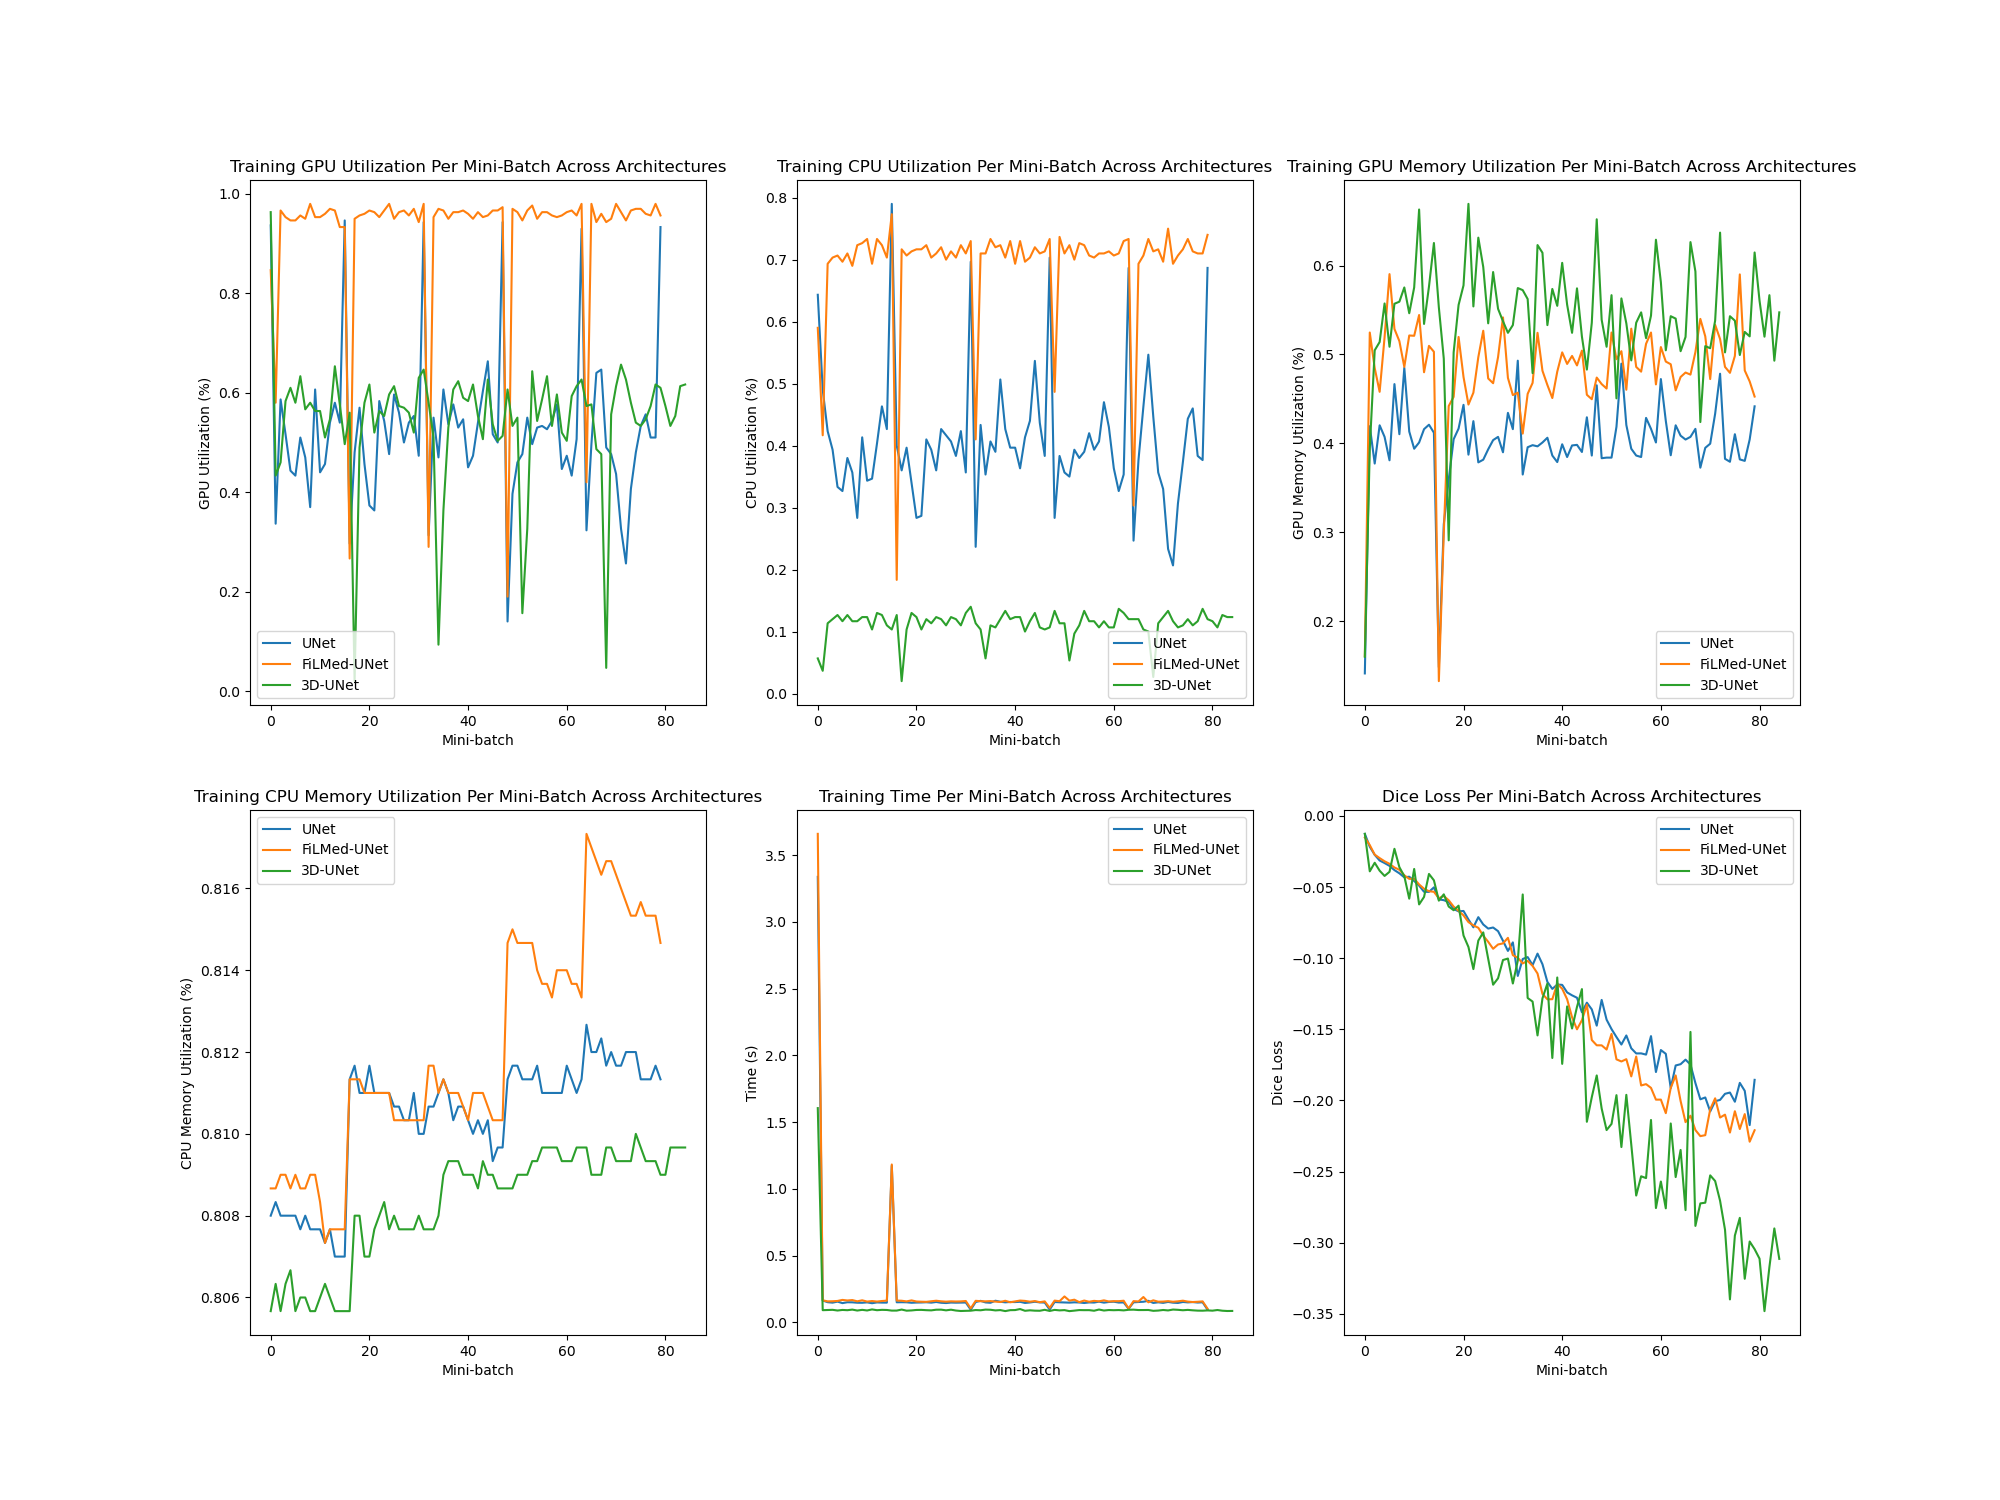 Training GPU Utilization Per Mini-Batch Across Architectures
GPU Utilization (%)
1.0
0.8
0.6
0.4
0.2
0.0
UNet
FiLMed-UNet
3D-UNet
0 20 40 60 80
Mini-batch
Training CPU Utilization Per Mini-Batch Across Architectures
CPU Utilization (%)
0.8
0.7
0.6
0.5
0.4
0.3
0.2
0.1
0.0
UNet
FiLMed-UNet
3D-UNet
0 20 40 60 80
Mini-batch
Training GPU Memory Utilization Per Mini-Batch Across Architectures
GPU Memory Utilization (%)
0.6
0.5
0.4
0.3
0.2
UNet
FiLMed-UNet
3D-UNet
0 20 40 60 80
Mini-batch
Training CPU Memory Utilization Per Mini-Batch Across Architectures
CPU Memory Utilization (%)
UNet
FiLMed-UNet
3D-UNet
0.816
0.814
0.812
0.810
0.808
0.806
0 20 40 60 80
Mini-batch
Training Time Per Mini-Batch Across Architectures
Time (s)
UNet
FiLMed-UNet
3D-UNet
3.5
3.0
2.5
2.0
1.5
1.0
0.5
0.0
0 20 40 60 80
Mini-batch
Dice Loss Per Mini-Batch Across Architectures
Dice Loss
UNet
FiLMed-UNet
3D-UNet
0.00
−0.05
−0.10
−0.15
−0.20
−0.25
−0.30
−0.35
0 20 40 60 80
Mini-batch